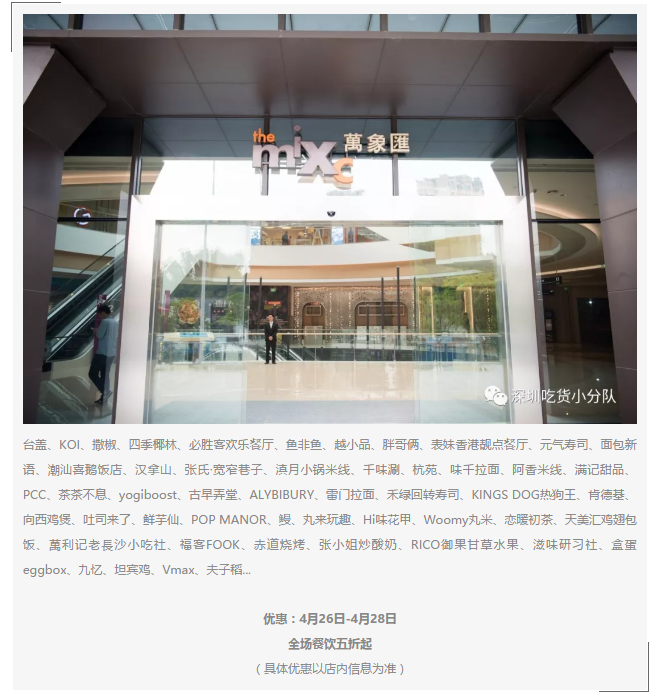 the
mixc
萬象匯
深圳吃货小分队
台盖、KOI、撒椒、四季椰林、必胜客欢乐餐厅、鱼非鱼、越小品、胖哥俩、表妹香港靓点餐厅、元气寿司、面包新
语、潮汕喜鹅饭店、汉拿山、张氏·宽窄巷子、滇月小锅米线、千味涮、杭苑、味千拉面、阿香米线、满记甜品、
PCC、茶茶不息、yogiboost、古早弄堂、ALYBIBURY、雷门拉面、禾绿回转寿司、KINGS DOG热狗王、肯德基、
向西鸡煲、吐司来了、鲜芋仙、POP MANOR、鳗、丸来玩趣、Hi味花甲、Woomy丸米、恋暖初茶、天美汇鸡翅包
饭、萬利记老長沙小吃社、福客FOOK、赤道烧烤、张小姐炒酸奶、RICO御果甘草水果、滋味研习社、盒蛋
eggbox、九忆、坦宾鸡、Vmax、夫子稻...
优惠：4月26日-4月28日
全场餐饮五折起
（具体优惠以店内信息为准）